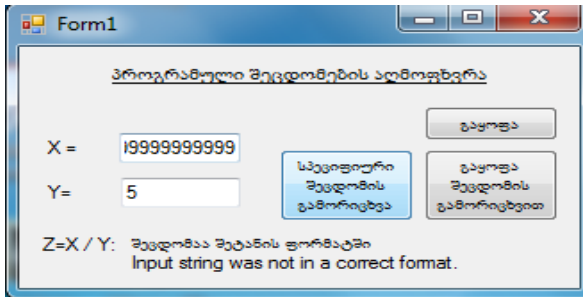 Form1
პროგრამული შეცდომების აღმოფხვრა
გაყოფა
X =
99999999999
სპეციფიური
შეცდომის
გამორიცხვა
გაყოფა
შეცდომის
გამორიცხვით
Y=
5
Z=X / Y: შეცდომაა შეტანის ფორმატში
Input string was not in a correct format.